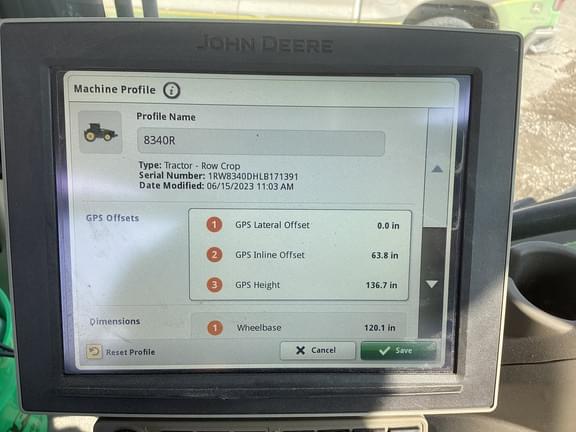 JOHN DEERE
Machine Profile i
Profile Name
8340R
Type: Tractor - Row Crop
Serial Number: 1RW8340DHLB171391
Date Modified: 06/15/2023 11:03 AM
GPS Offsets
1 GPS Lateral Offset 0.0 in
2 GPS Inline Offset 63.8 in
3 GPS Height 136.7 in
Dimensions
1 Wheelbase 120.1 in
Reset Profile Cancel Save